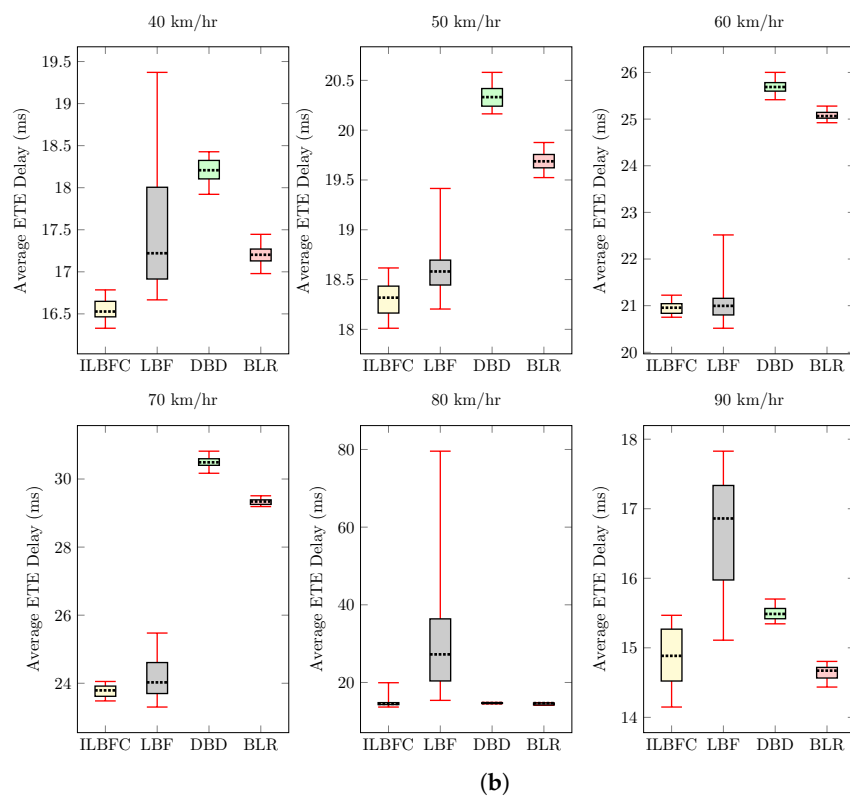 40 km/hr
50 km/hr
60 km/hr
Average ETE Delay (ms)
19.5
19
18.5
18
17.5
17
16.5
ILBFC LBF DBD BLR
Average ETE Delay (ms)
20.5
20
19.5
19
18.5
18
ILBFC LBF DBD BLR
Average ETE Delay (ms)
26
25
24
23
22
21
20
ILBFC LBF DBD BLR
70 km/hr
80 km/hr
90 km/hr
Average ETE Delay (ms)
30
28
26
24
ILBFC LBF DBD BLR
Average ETE Delay (ms)
80
60
40
20
ILBFC LBF DBD BLR
Average ETE Delay (ms)
18
17
16
15
14
ILBFC LBF DBD BLR
(b)